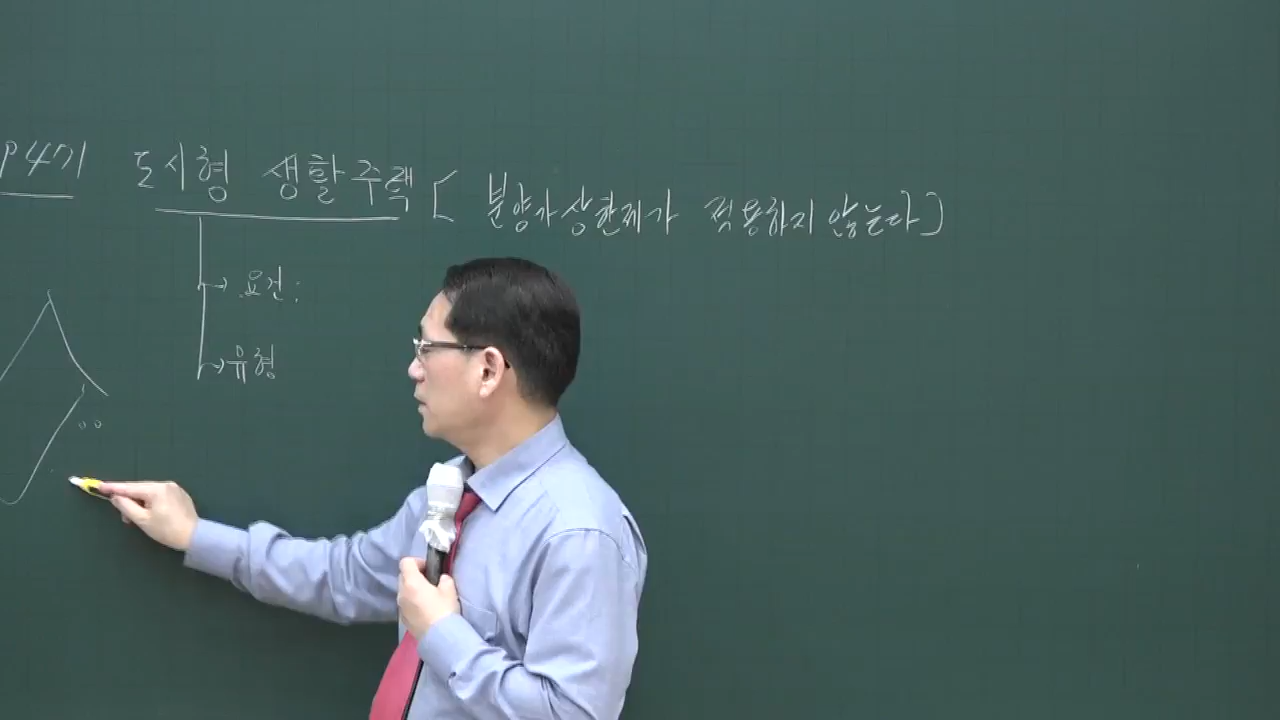 P471 도시형 생활주택 [ 분양가상한제가 적용하지 않는다]
→ 요건:
→ 유형